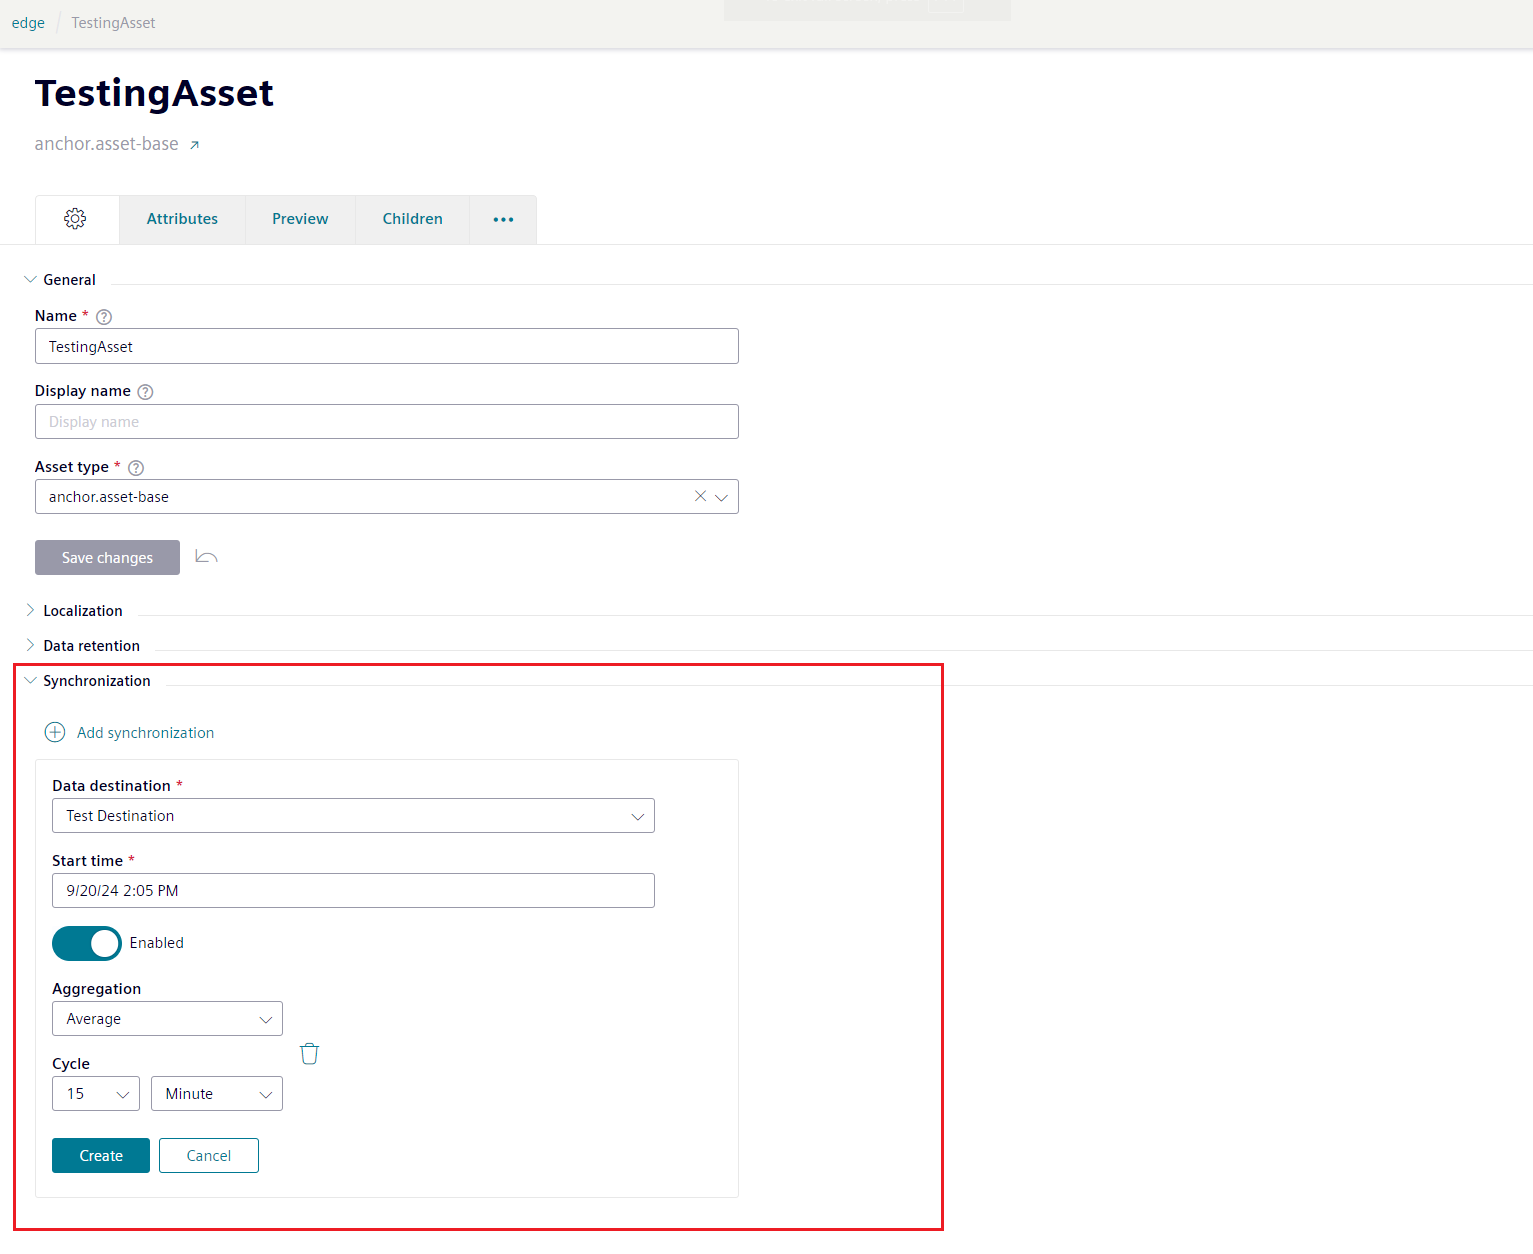 edge TestingAsset
TestingAsset
anchor.asset-base
Attributes Preview Children
General
Name *
TestingAsset
Display name
Display name
Asset type *
anchor.asset-base
Save changes
Localization
Data retention
Synchronization
Add synchronization
Data destination *
Test Destination
Start time *
9/20/24 2:05 PM
Enabled
Aggregation
Average
Cycle
15 Minute
Create Cancel